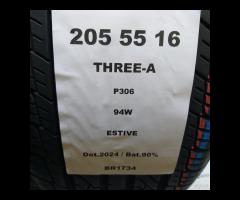 205 55 16
THREE-A
P306
94W
ESTIVE
Dot.2024 / Bat.90%
BR1734